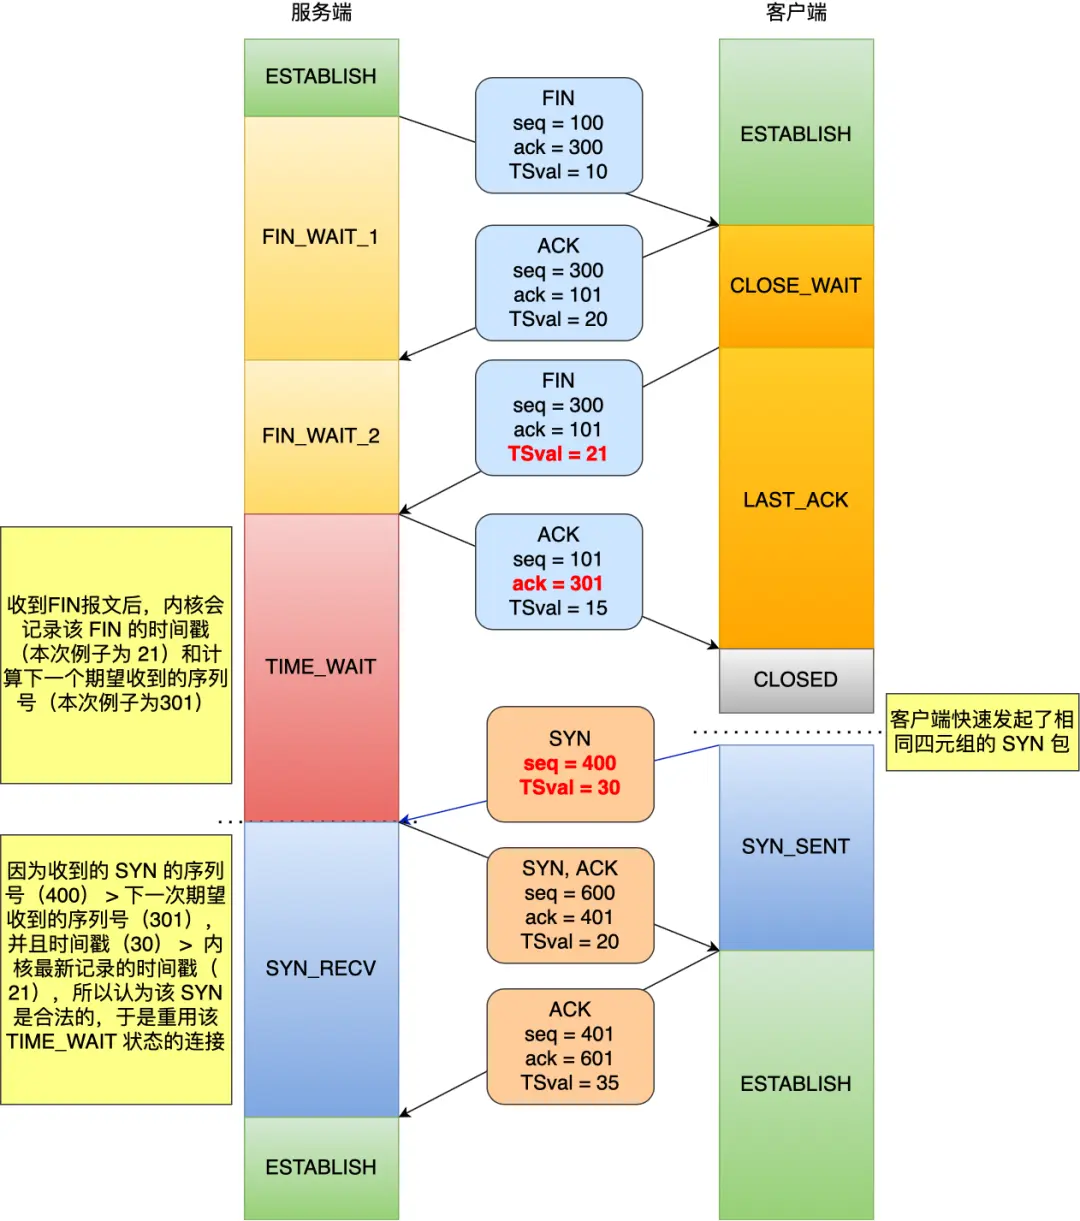 服务端
客户端
ESTABLISH
ESTABLISH
FIN
seq = 100
ack = 300
TSval = 10
FIN_WAIT_1
ACK
seq = 300
ack = 101
TSval = 20
CLOSE_WAIT
FIN
seq = 300
ack = 101
TSval = 21
FIN_WAIT_2
LAST_ACK
ACK
seq = 101
ack = 301
TSval = 15
收到FIN报文后，内核会
记录该 FIN 的时间戳
（本次例子为 21）和计
算下一个期望收到的序列
号（本次例子为301）
TIME_WAIT
CLOSED
客户端快速发起了相
同四元组的 SYN 包
SYN
seq = 400
TSval = 30
SYN_SENT
因为收到的 SYN 的序列
号（400）> 下一次期望
收到的序列号（301），
并且时间戳（30）> 内
核最新记录的时间戳（
21），所以认为该 SYN
是合法的，于是重用该
TIME_WAIT 状态的连接
SYN, ACK
seq = 600
ack = 401
TSval = 20
SYN_RECV
ACK
seq = 401
ack = 601
TSval = 35
ESTABLISH
ESTABLISH